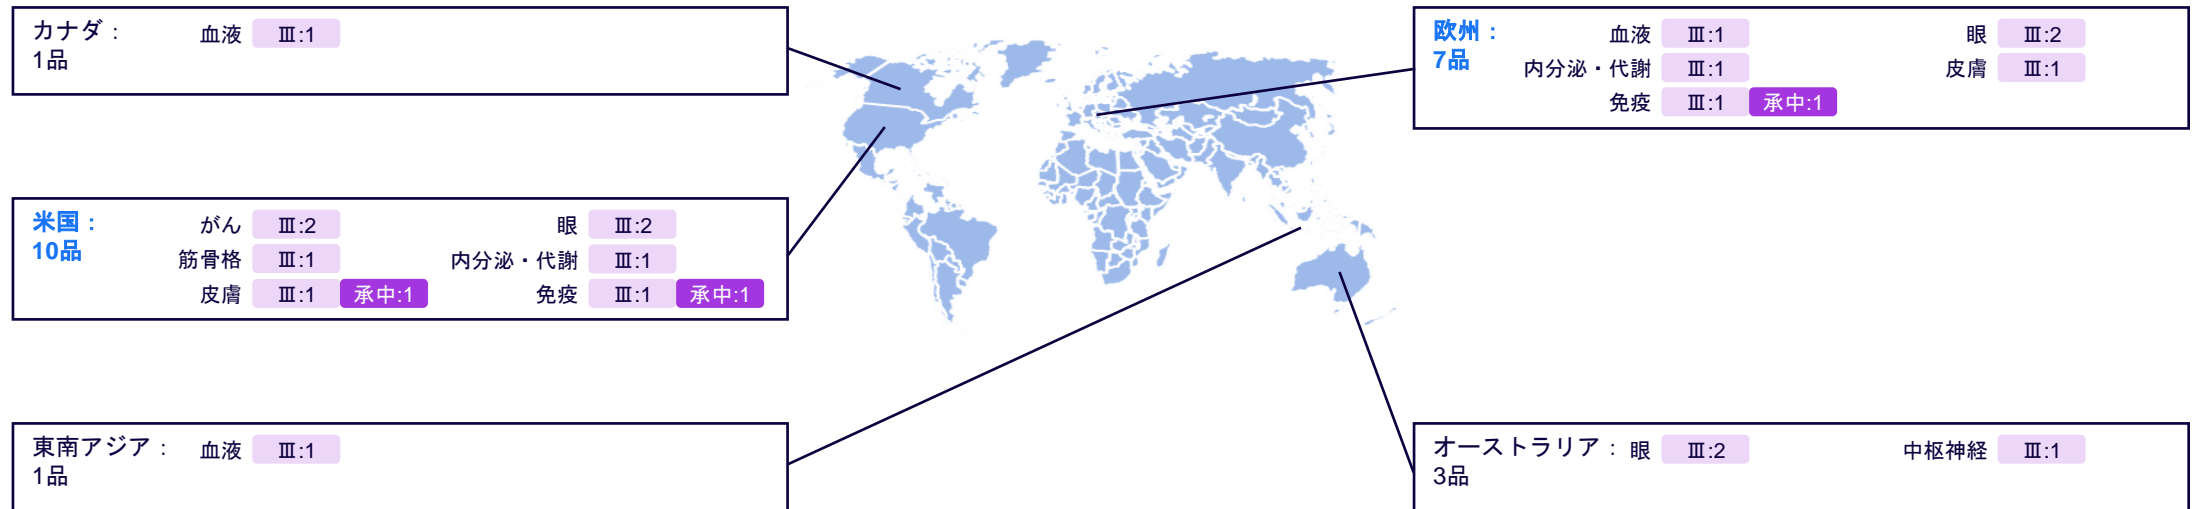 カナダ： 血液 Ⅲ:1
1品
米国： がん Ⅲ:2 眼 Ⅲ:2
10品 筋骨格 Ⅲ:1 内分泌・代謝 Ⅲ:1
皮膚 Ⅲ:1 承中:1 免疫 Ⅲ:1 承中:1
東南アジア： 血液 Ⅲ:1
1品
欧州： 血液 Ⅲ:1 眼 Ⅲ:2
7品 内分泌・代謝 Ⅲ:1 皮膚 Ⅲ:1
免疫 Ⅲ:1 承中:1
オーストラリア： 眼 Ⅲ:2 中枢神経 Ⅲ:1
3品